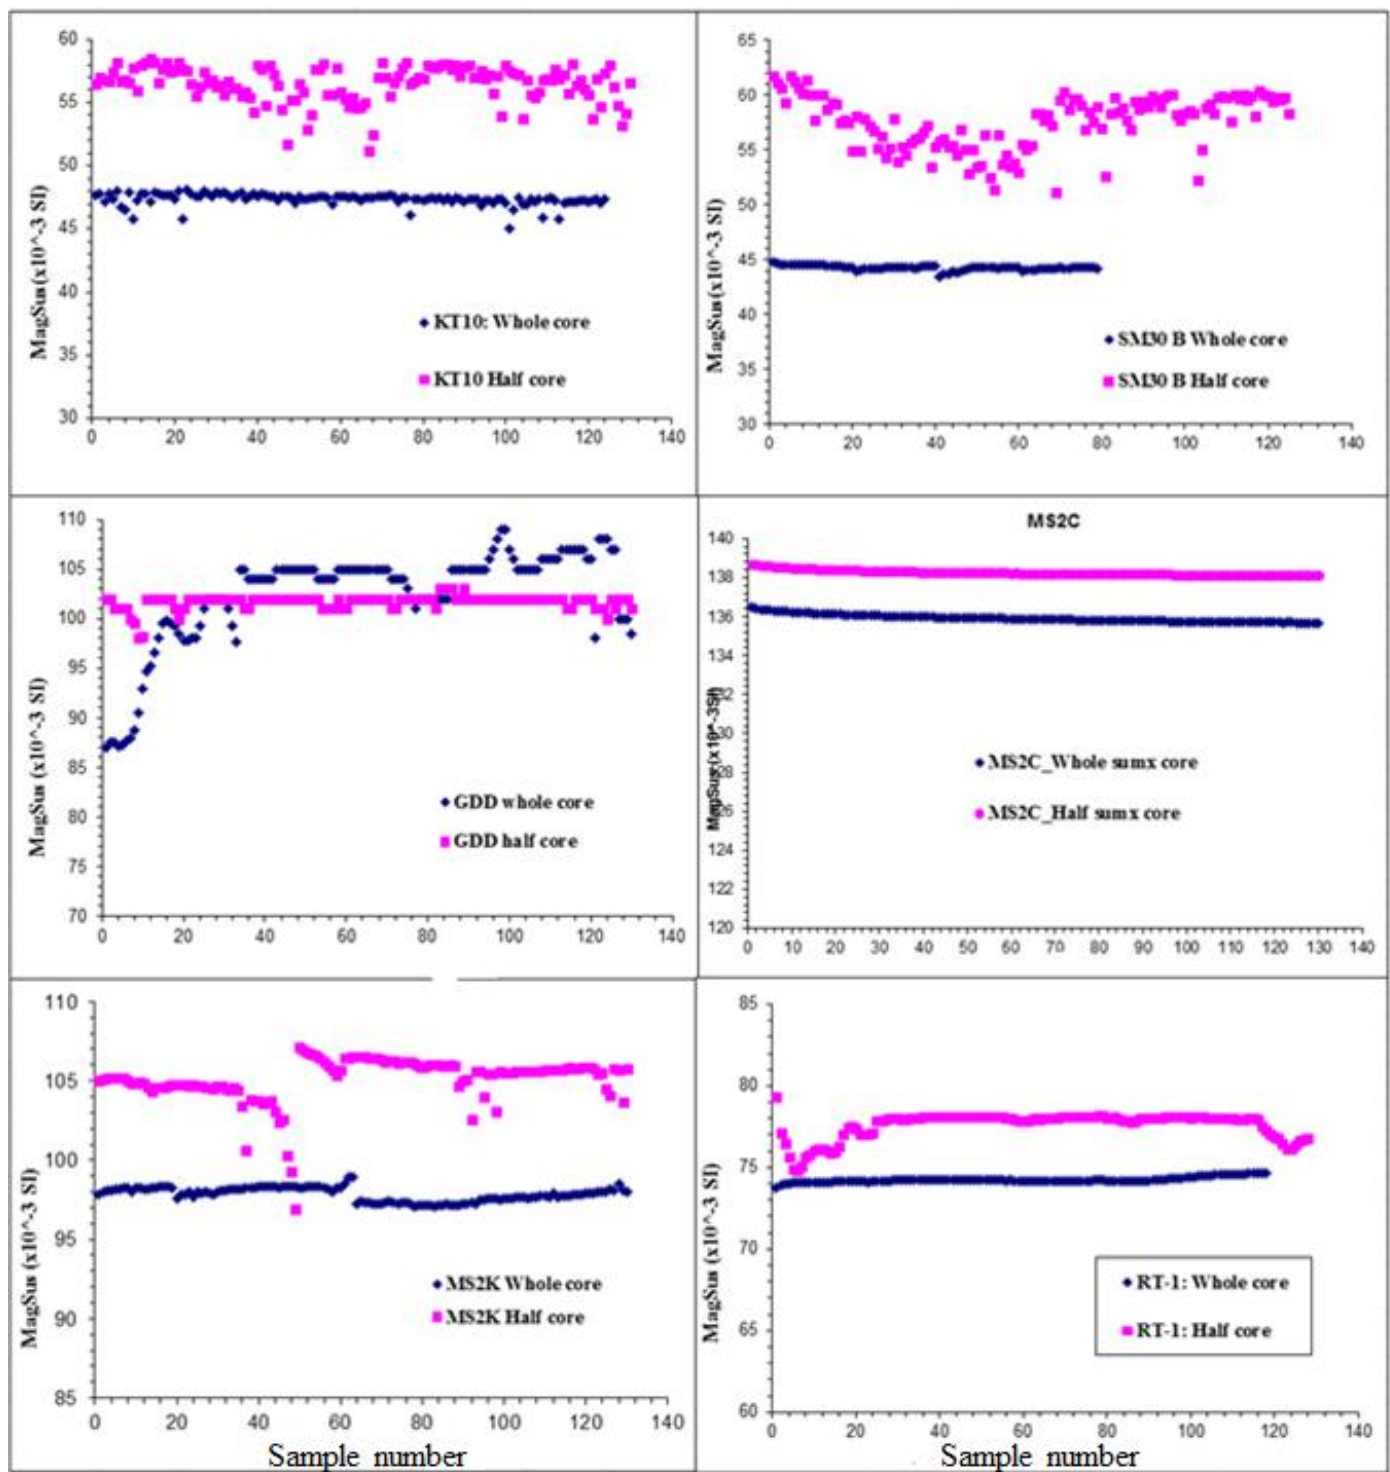 60
55
50
45
40
35
30
0 20 40 60 80 100 120 140
MagSus(x10^-3 SI)
KT10: Whole core
KT10 Half core
65
60
55
50
45
40
35
30
0 20 40 60 80 100 120 140
MagSus(x10^-3 SI)
SM30 B Whole core
SM30 B Half core
110
105
100
95
90
85
80
75
70
0 20 40 60 80 100 120 140
MagSus (x10^-3 SI)
GDD whole core
GDD half core
MS2C
140
138
136
134
132
130
128
126
124
122
120
0 10 20 30 40 50 60 70 80 90 100 110 120 130 140
MagSus (x10^-3SI)
MS2C_Whole sumx core
MS2C_Half sumx core
110
105
100
95
90
85
0 20 40 60 80 100 120 140
MagSus (x10^-3 SI)
MS2K Whole core
MS2K Half core
Sample number
85
80
75
70
65
60
0 20 40 60 80 100 120 140
MagSus (x10^-3 SI)
RT-1: Whole core
RT-1: Half core
Sample number